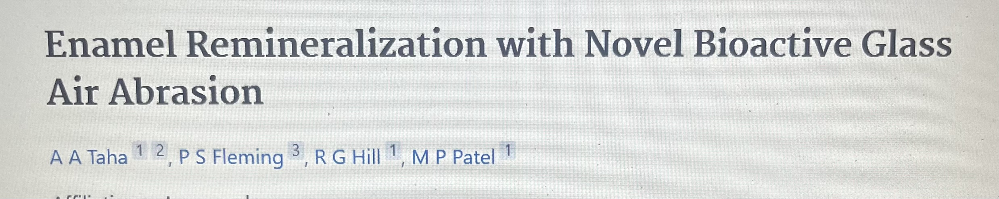 Enamel Remineralization with Novel Bioactive Glass
Air Abrasion
A A Taha 1 2, P S Fleming 3, R G Hill 1, M P Patel 1